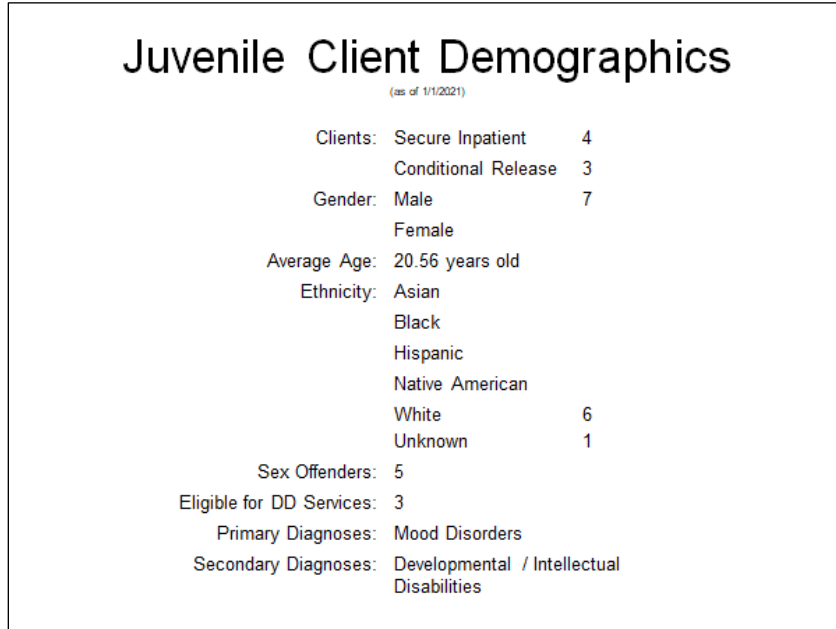 Juvenile Client Demographics
(as of 1/1/2021)
Clients: Secure Inpatient 4
Conditional Release 3
Gender: Male 7
Female
Average Age: 20.56 years old
Ethnicity: Asian
Black
Hispanic
Native American
White 6
Unknown 1
Sex Offenders: 5
Eligible for DD Services: 3
Primary Diagnoses: Mood Disorders
Secondary Diagnoses: Developmental / Intellectual
Disabilities